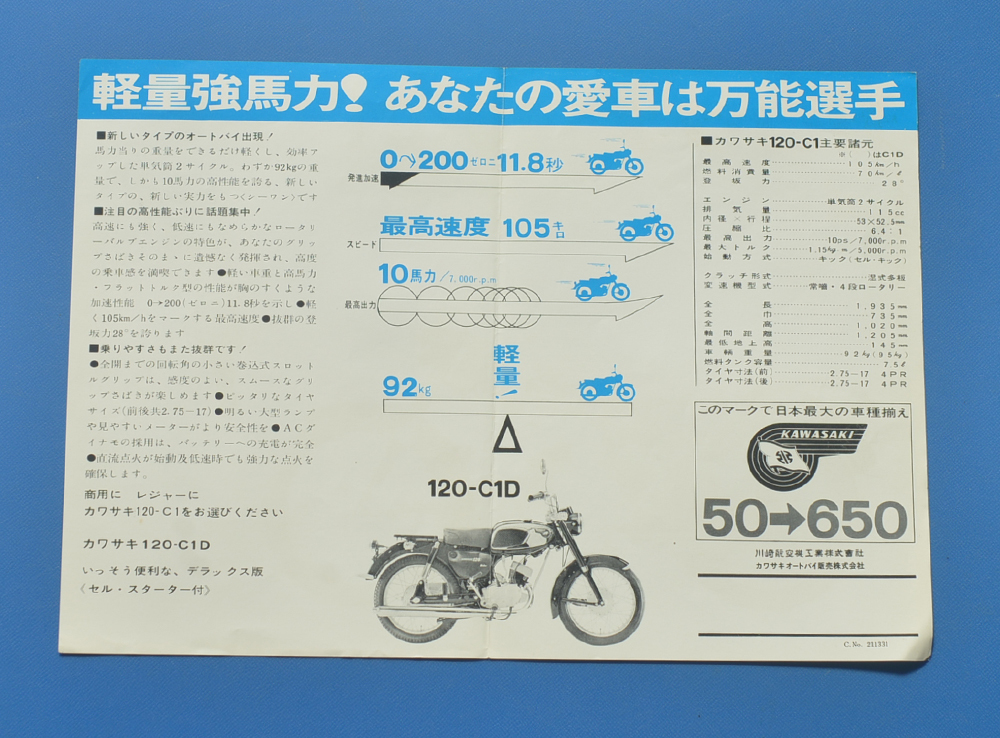 軽量強馬力! あなたの愛車は万能選手
■新しいタイプのオートバイ出現!
馬力当りの重量をできるだけ軽くし、効率ア
ップした単気筒2サイクル。わずか92kgの重
量で、しかも10馬力の高性能を誇る、新しい
タイプの、新しい実力をもつ〈シーワン〉です
■注目の高性能ぶりに話題集中!
高速にも強く、低速にもなめらかなロータリ
ーバルブエンジンの特色が、あなたのグリッ
プさばきそのまゝに遺憾なく発揮され、高度
の乗車感を満喫できます●軽い車重と高馬力
・フラットトルク型の性能が胸のすくような
加速性能 0→200(ゼロニ)11.8秒を示し●軽
く105km/hをマークする最高速度●抜群の登
坂力28°を誇ります
■乗りやすさもまた抜群です!
●全開までの回転角の小さい巻込式スロット
ルグリップは、感度のよい、スムースなグリ
ップさばきが楽しめます●ピッタリなタイヤ
サイズ(前後共2.75−17)●明るい大型ランプ
や見やすいメーターがより安全性を●ACダ
イナモの採用は、バッテリーへの充電が完全
●直流点火が始動及低速時でも強力な点火を
確保します。
商用に レジャーに
カワサキ120-C1をお選びください
カワサキ120-C1D
いっそう便利な、デラックス版
《セル・スターター付》
0→200ゼロニ 11.8秒
発進加速
最高速度 105キロ
スピード
10馬力/7,000r.p.m
最高出力
軽量!
92kg
120-C1D
■カワサキ120-C1主要諸元
※( )はC1D
最高速度 105km/h
燃料消費量 70km/ℓ
登坂力 28°
エンジン 単気筒2サイクル
排気量 115cc
内径×行程 53×52.5mm
圧縮比 6.4:1
最高出力 10ps/7,000r.p.m
最大トルク 1.15kg-m/5,000r.p.m
始動方式 キック(セル・キック)
クラッチ形式 湿式多板
変速機型式 常噛・4段ロータリー
全長 1,935mm
全巾 735mm
全高 1,020mm
軸間距離 1,205mm
最低地上高 145mm
車輌重量 92kg(95kg)
燃料タンク容量 7.5ℓ
タイヤ寸法(前) 2.75−17 4PR
タイヤ寸法(後) 2.75−17 4PR
このマークで日本最大の車種揃え
KAWASAKI
50→650
川崎航空機工業株式會社
カワサキオートバイ販売株式会社
C. No. 211331